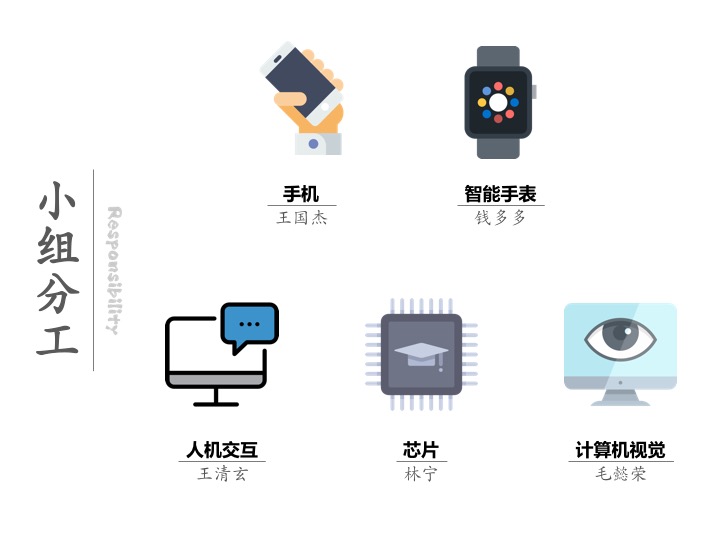 小组分工
Responsibility
手机
王国杰
智能手表
钱多多
人机交互
王清玄
芯片
林宁
计算机视觉
毛懿荣